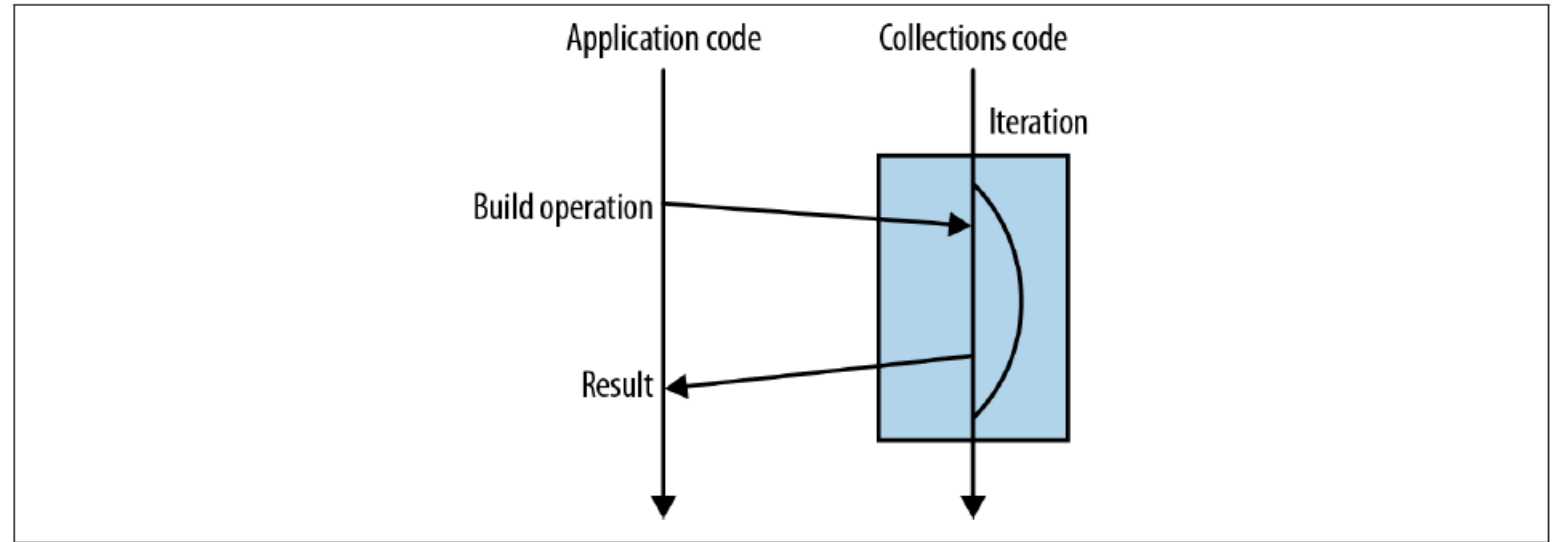 Application code
Collections code
Iteration
Build operation
Result